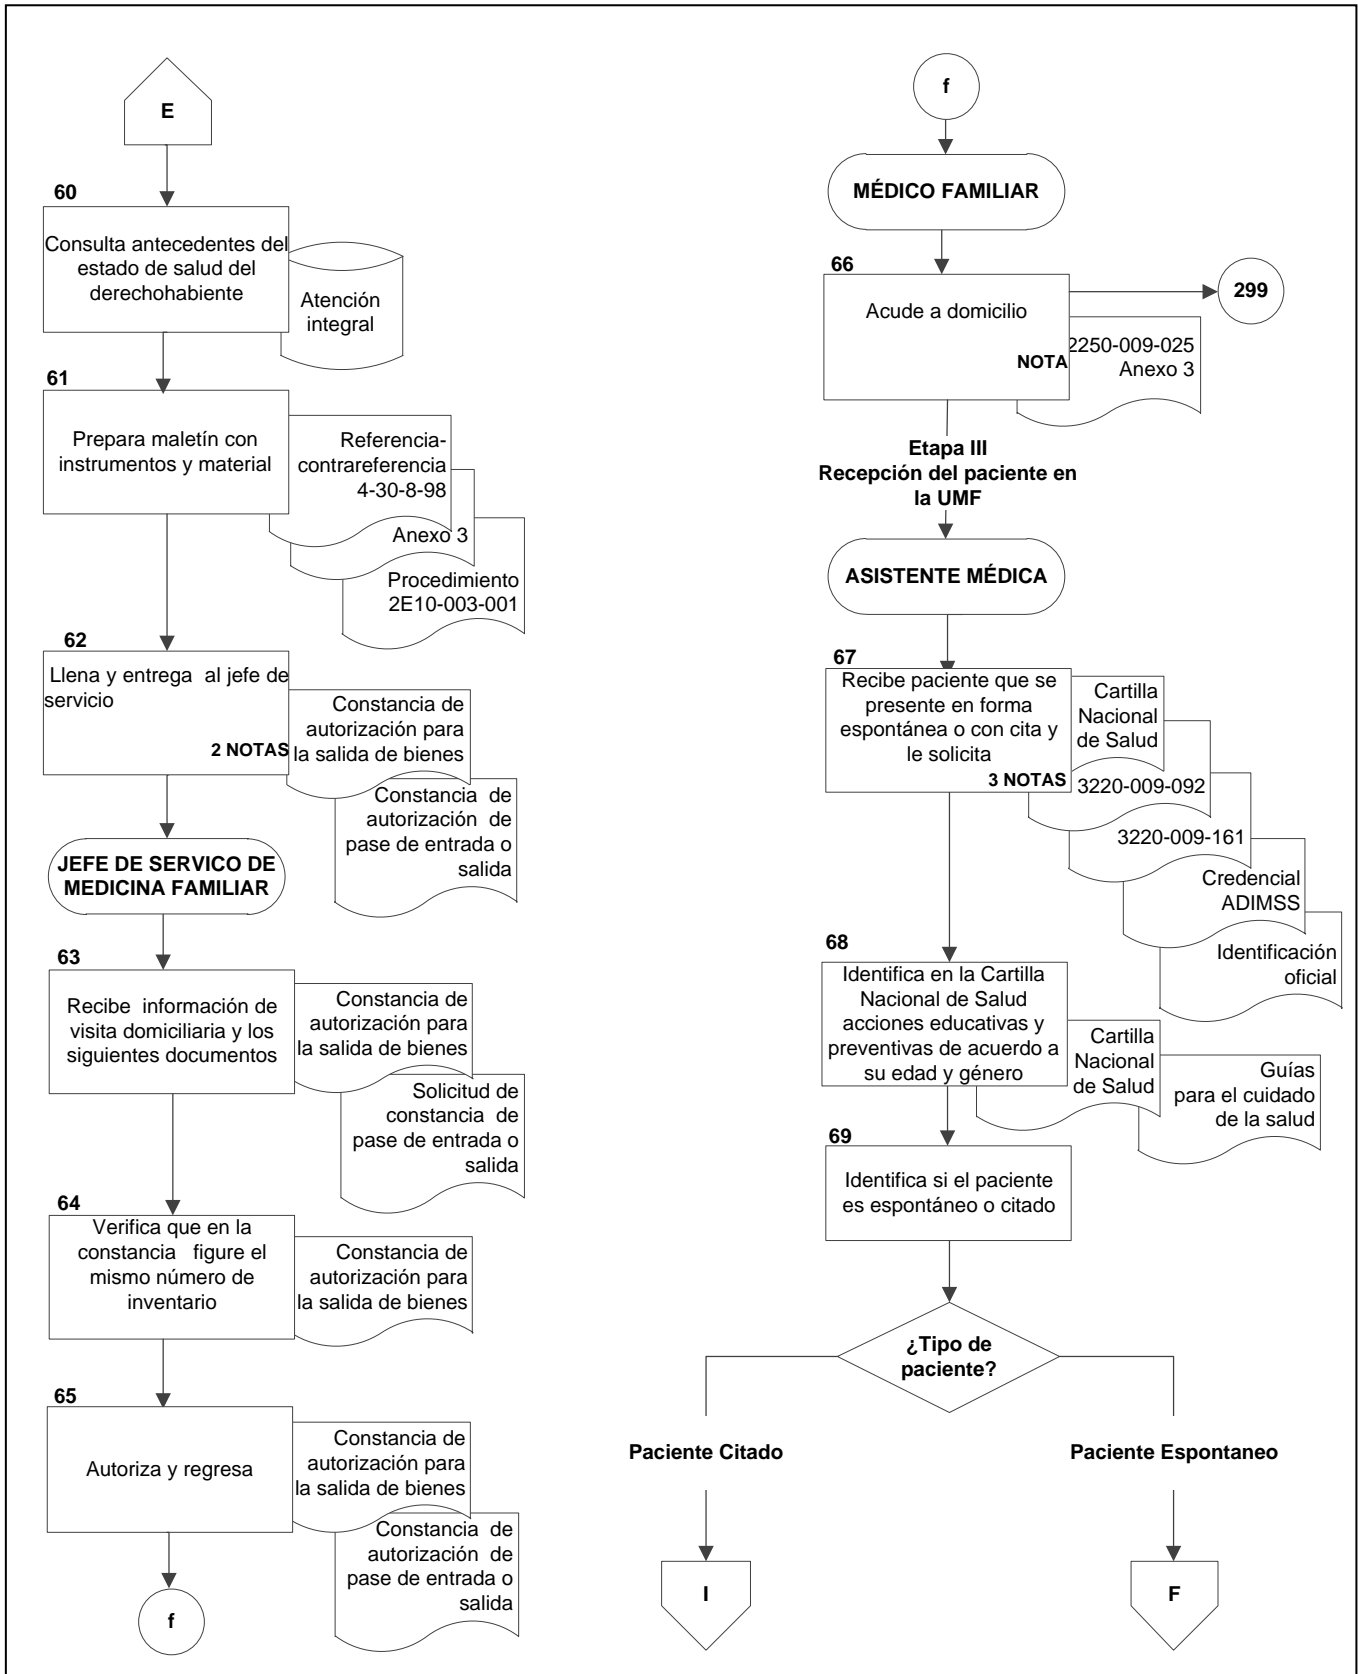 E
60
Consulta antecedentes del
estado de salud del
derechohabiente
Atención
integral
61
Prepara maletín con
instrumentos y material
Referencia-
contrareferencia
4-30-8-98
Anexo 3
Procedimiento
2E10-003-001
62
Llena y entrega al jefe de
servicio
2 NOTAS
Constancia de
autorización para
la salida de bienes
Constancia de
autorización de
pase de entrada o
salida
JEFE DE SERVICO DE
MEDICINA FAMILIAR
63
Recibe información de
visita domiciliaria y los
siguientes documentos
Constancia de
autorización para
la salida de bienes
Solicitud de
constancia de
pase de entrada o
salida
64
Verifica que en la
constancia figure el
mismo número de
inventario
Constancia de
autorización para
la salida de bienes
65
Autoriza y regresa
Constancia de
autorización para
la salida de bienes
Constancia de
autorización de
pase de entrada o
salida
f
f
MÉDICO FAMILIAR
66
Acude a domicilio
NOTA
299
2250-009-025
Anexo 3
Etapa III
Recepción del paciente en
la UMF
ASISTENTE MÉDICA
67
Recibe paciente que se
presente en forma
espontánea o con cita y
le solicita
3 NOTAS
Cartilla
Nacional
de Salud
3220-009-092
3220-009-161
Credencial
ADIMSS
Identificación
oficial
68
Identifica en la Cartilla
Nacional de Salud
acciones educativas y
preventivas de acuerdo a
su edad y género
Cartilla
Nacional
de Salud
Guías
para el cuidado
de la salud
69
Identifica si el paciente
es espontáneo o citado
¿Tipo de
paciente?
Paciente Citado
Paciente Espontaneo
I
F